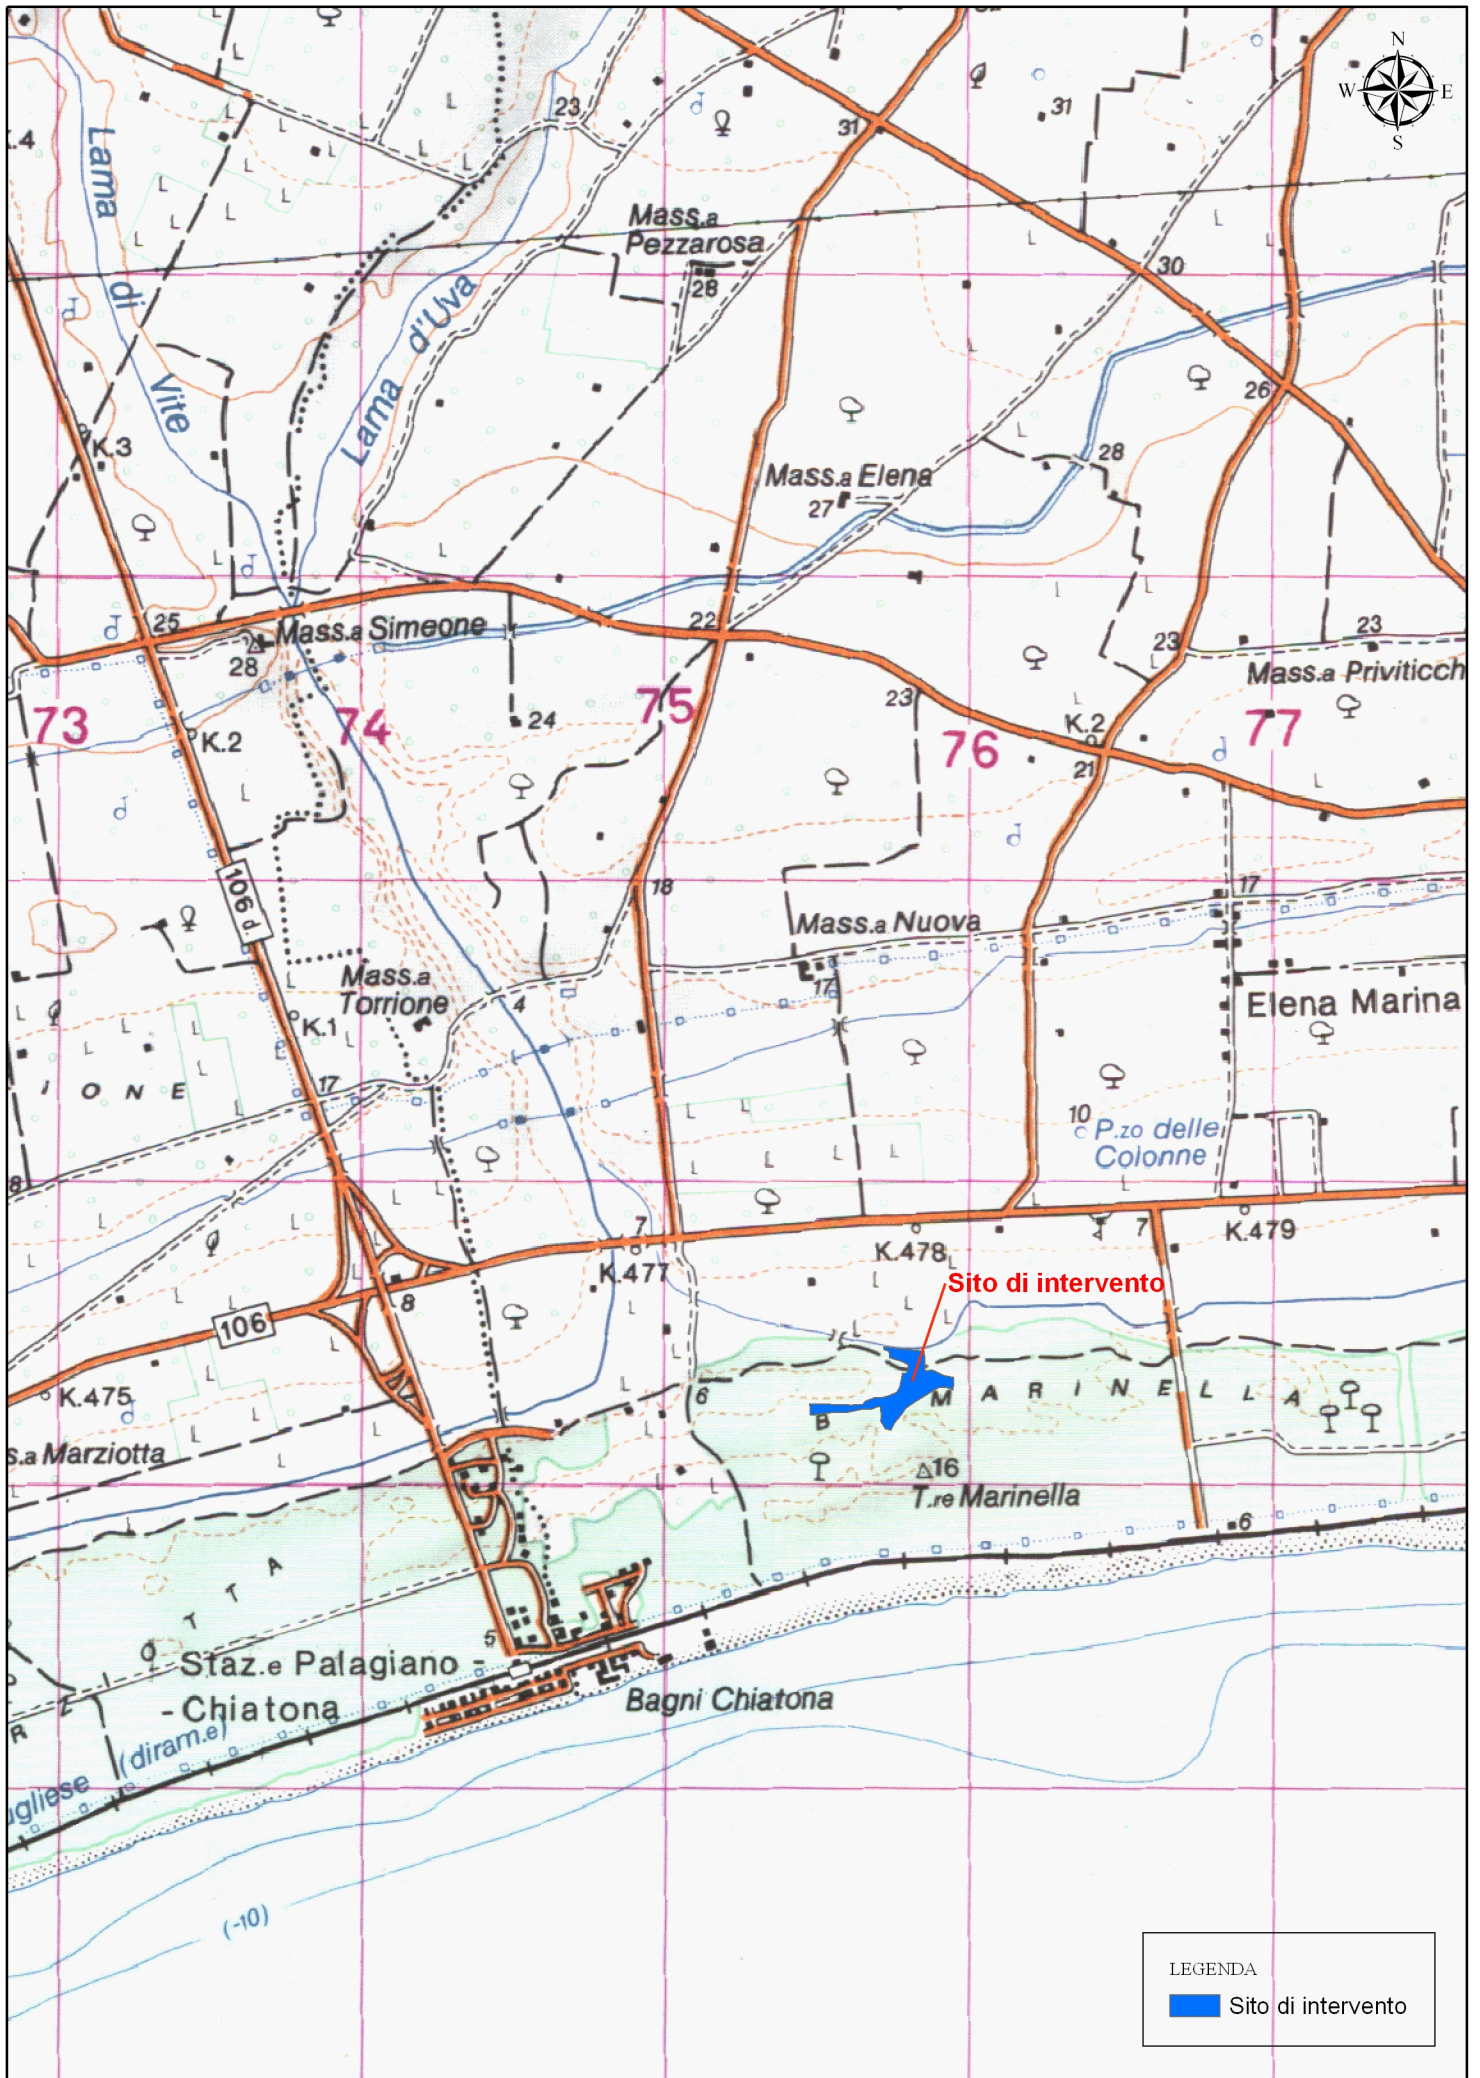 N
W E
S
23
31
31
.4
Lama di Vite
Mass.a
Pezzarosa
28
30
Lama d'Uva
26
K.3
28
Mass.a Elena
27
25
22
Mass.a Simeone
28
23
23
Mass.a Priviticch
73
74
75
76
77
23
24
K.2
K.2
21
106 d.
18
17
Mass.a Nuova
17
Mass.a
Torrione
4
Elena Marina
K.1
I O N E
17
10
P.zo delle
Colonne
8
7
7
K.479
K.478
K.477
Sito di intervento
8
106
K.475
6
B MARINELLA
s.a Marziotta
16
T.re Marinella
6
O T T A
5
Staz.e Palagiano -
- Chiatona
Bagni Chiatona
R
(diram.e)
ugliese
(-10)
LEGENDA
Sito di intervento